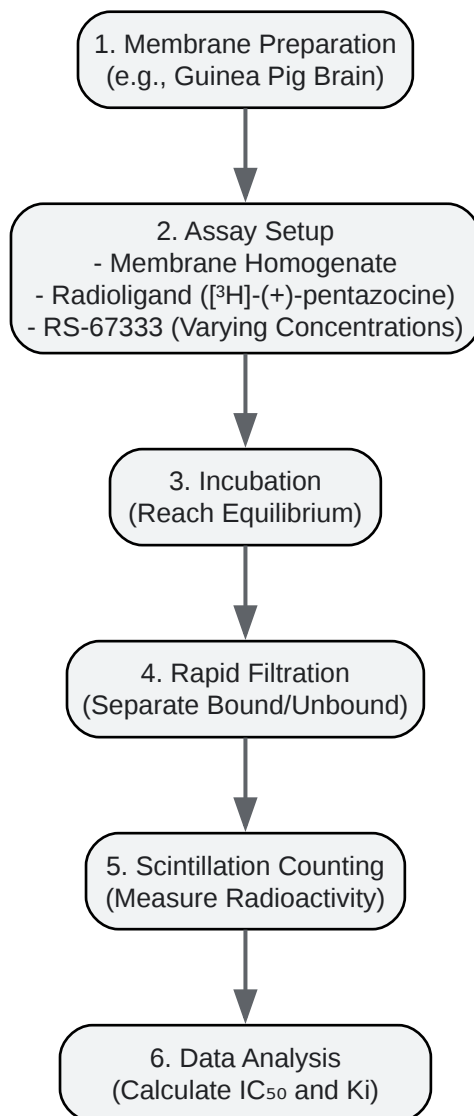 1. Membrane Preparation
(e.g., Guinea Pig Brain)
2. Assay Setup
- Membrane Homogenate
- Radioligand ([³H]-(+)-pentazocine)
- RS-67333 (Varying Concentrations)
3. Incubation
(Reach Equilibrium)
4. Rapid Filtration
(Separate Bound/Unbound)
5. Scintillation Counting
(Measure Radioactivity)
6. Data Analysis
(Calculate IC₅₀ and Ki)